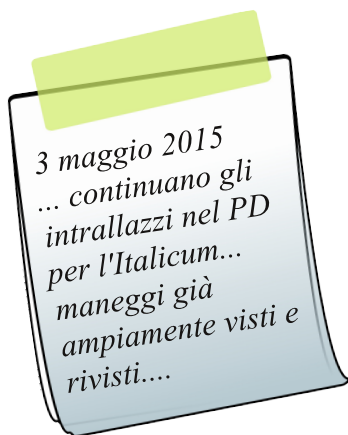 3 maggio 2015
... continuano gli
intrallazzi nel PD
per l'Italicum...
maneggi già
ampiamente visti e
rivisti....